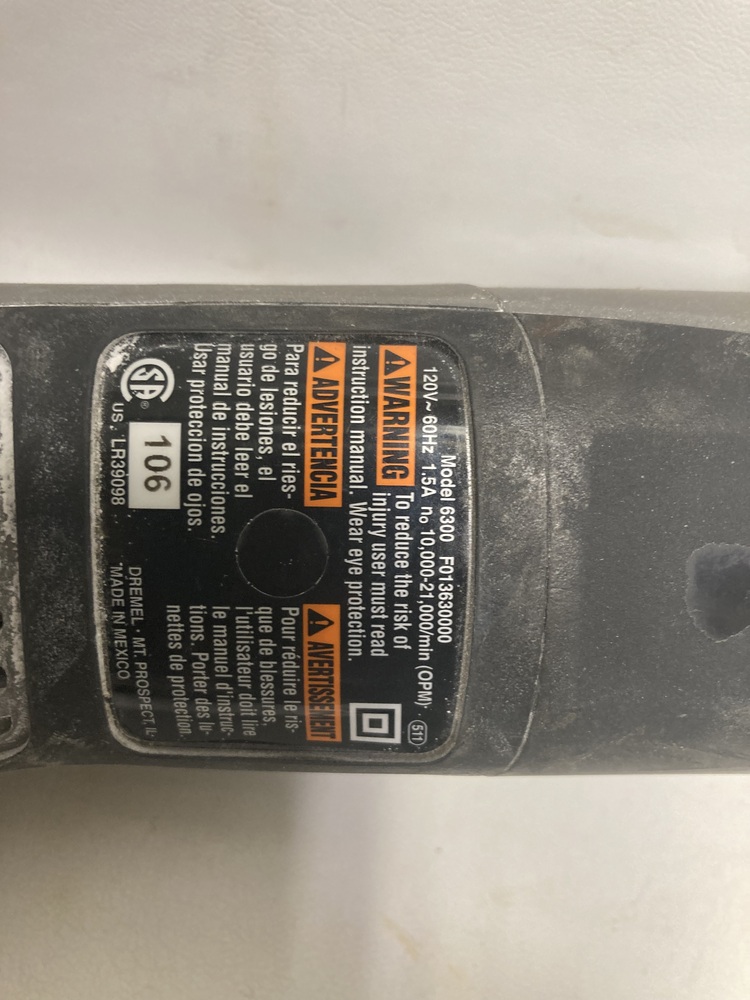 Model 6300 F013630000
120V~ 60Hz 1.5A n₀ 10,000-21,000/min (OPM)
511
WARNING To reduce the risk of
injury user must read
instruction manual. Wear eye protection.
ADVERTENCIA
Para reducir el ries-
go de lesiones, el
usuario debe leer el
manual de instrucciones.
Usar proteccion de ojos.
AVERTISSEMENT
Pour réduire le ris-
que de blessures,
l'utilisateur doit lire
le manuel d'instruc-
tions. Porter des lu-
nettes de protection.
SA ®
US LR39098
106
DREMEL · MT. PROSPECT, IL
MADE IN MEXICO